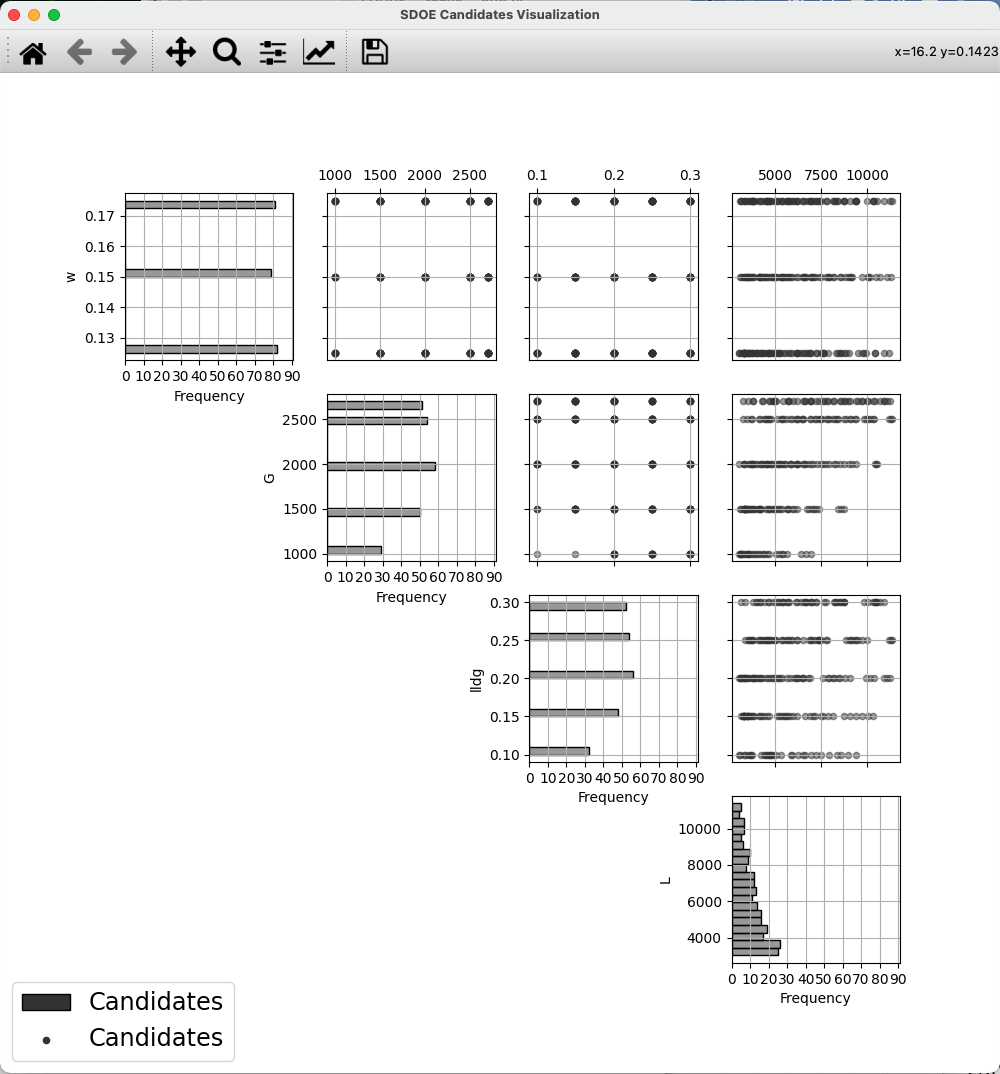 SDOE Candidates Visualization
x=16.2 y=0.1423
1000 1500 2000 2500
0.1 0.2 0.3
5000 7500 10000
0.17
0.16
0.15
0.14
0.13
w
0 10 20 30 40 50 60 70 80 90
Frequency
2500
2000
1500
1000
G
0 10 20 30 40 50 60 70 80 90
Frequency
0.30
0.25
0.20
0.15
0.10
lldg
0 10 20 30 40 50 60 70 80 90
Frequency
10000
8000
6000
4000
L
0 10 20 30 40 50 60 70 80 90
Frequency
Candidates
Candidates